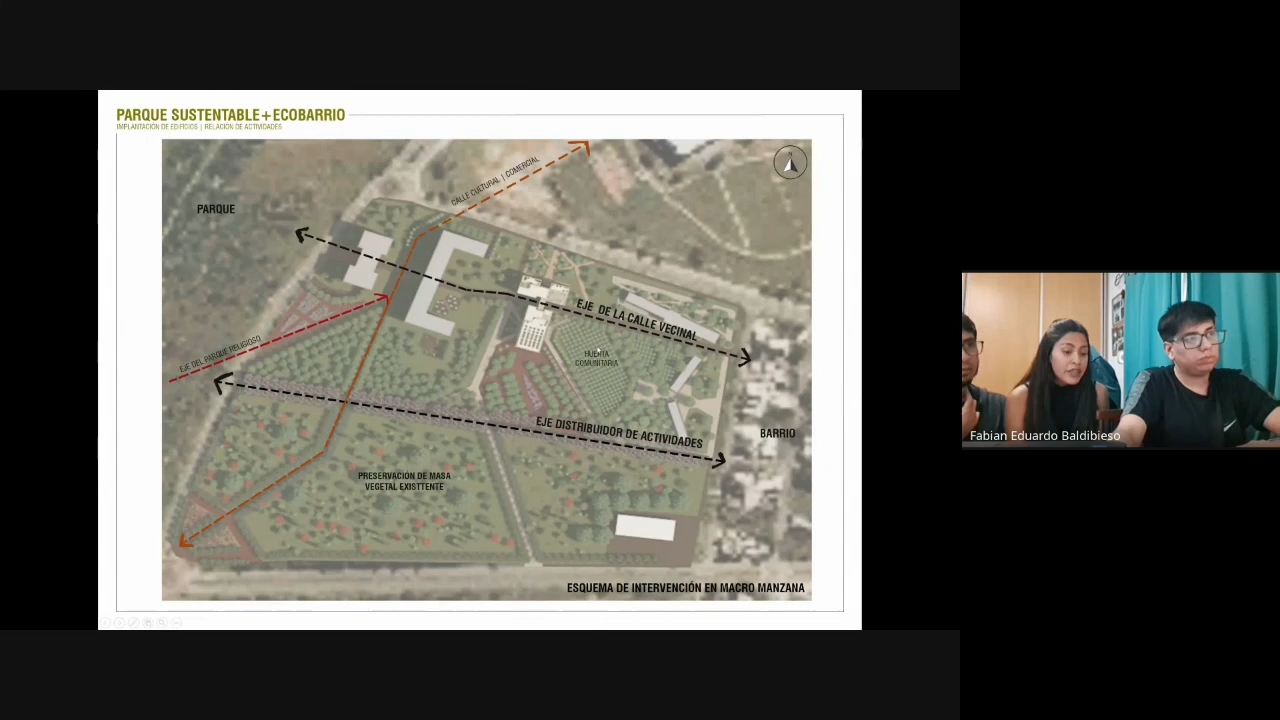 PARQUE SUSTENTABLE+ECOBARRIO
IMPLANTACIÓN DE EDIFICIOS | RELACIÓN DE ACTIVIDADES
N
CALLE CULTURAL | COMERCIAL
PARQUE
EJE DE LA CALLE VECINAL
EJE DEL PARQUE RELIGIOSO
HUERTA
COMUNITARIA
EJE DISTRIBUIDOR DE ACTIVIDADES
BARRIO
PRESERVACIÓN DE MASA
VEGETAL EXISTTENTE
ESQUEMA DE INTERVENCIÓN EN MACRO MANZANA
Fabian Eduardo Baldibieso